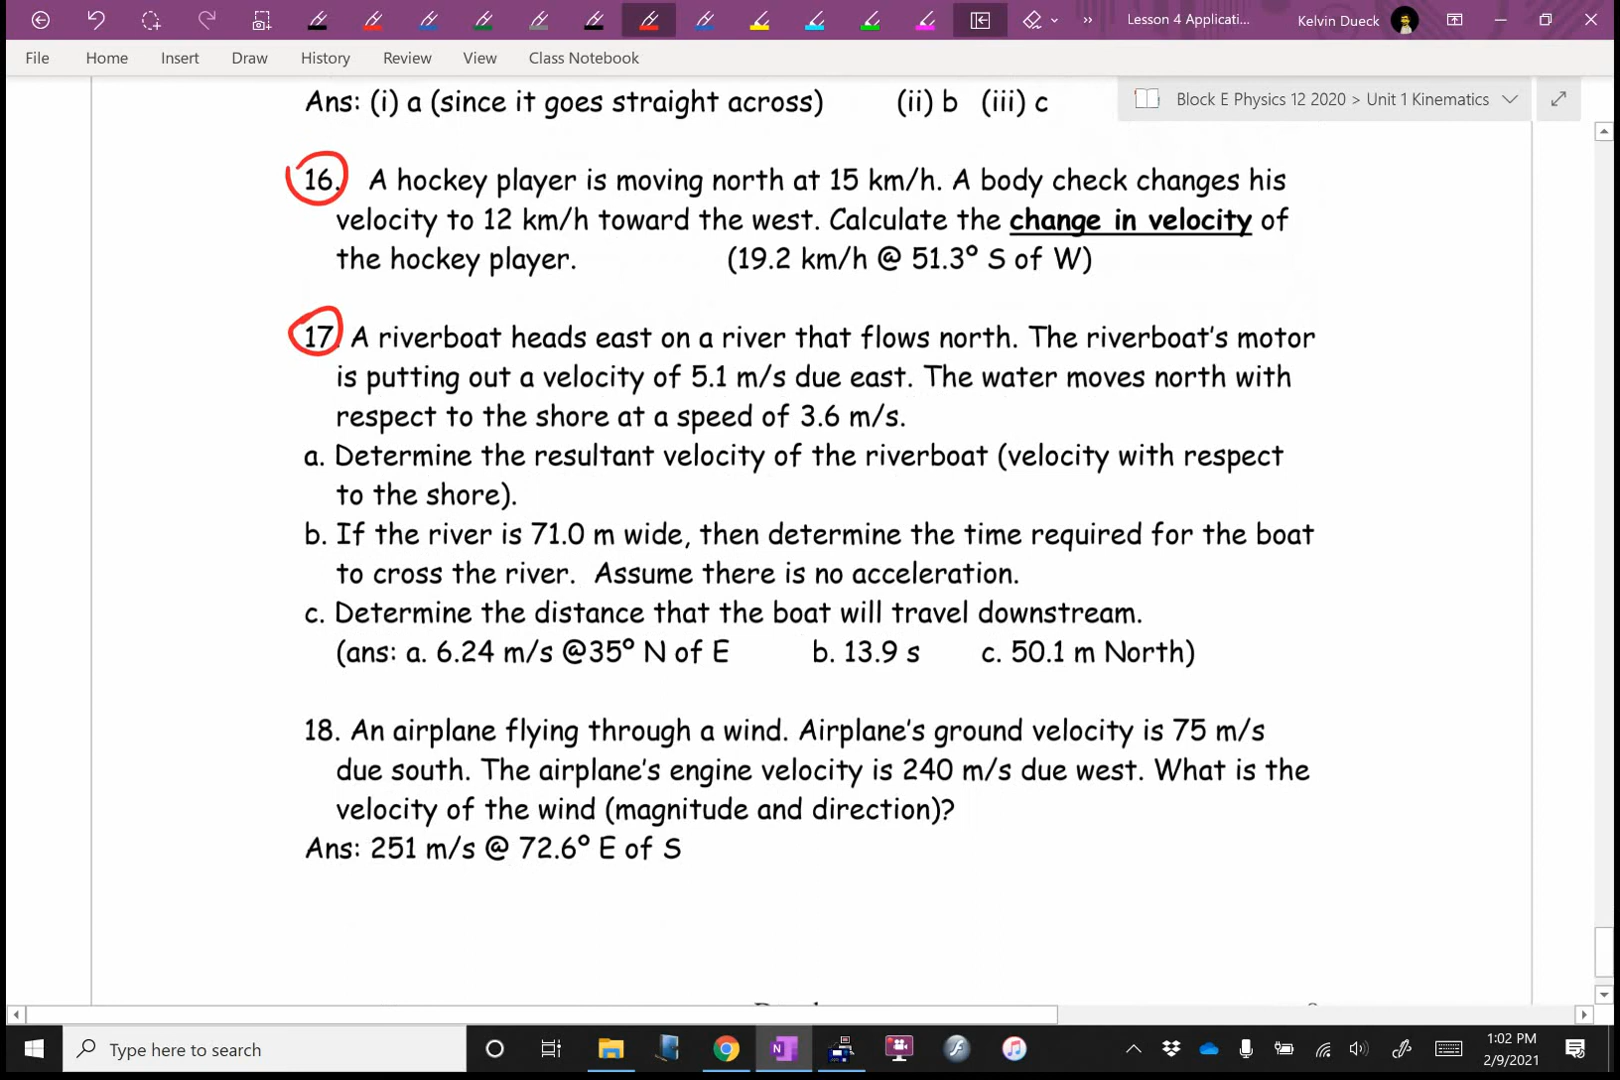 Lesson 4 Applicati...
Kelvin Dueck
File Home Insert Draw History Review View Class Notebook
Block E Physics 12 2020 > Unit 1 Kinematics
Ans: (i) a (since it goes straight across) (ii) b (iii) c
16. A hockey player is moving north at 15 km/h. A body check changes his
velocity to 12 km/h toward the west. Calculate the change in velocity of
the hockey player. (19.2 km/h @ 51.3º S of W)
17. A riverboat heads east on a river that flows north. The riverboat's motor
is putting out a velocity of 5.1 m/s due east. The water moves north with
respect to the shore at a speed of 3.6 m/s.
a. Determine the resultant velocity of the riverboat (velocity with respect
to the shore).
b. If the river is 71.0 m wide, then determine the time required for the boat
to cross the river. Assume there is no acceleration.
c. Determine the distance that the boat will travel downstream.
(ans: a. 6.24 m/s @35º N of E b. 13.9 s c. 50.1 m North)
18. An airplane flying through a wind. Airplane's ground velocity is 75 m/s
due south. The airplane's engine velocity is 240 m/s due west. What is the
velocity of the wind (magnitude and direction)?
Ans: 251 m/s @ 72.6º E of S
Type here to search
1:02 PM
2/9/2021